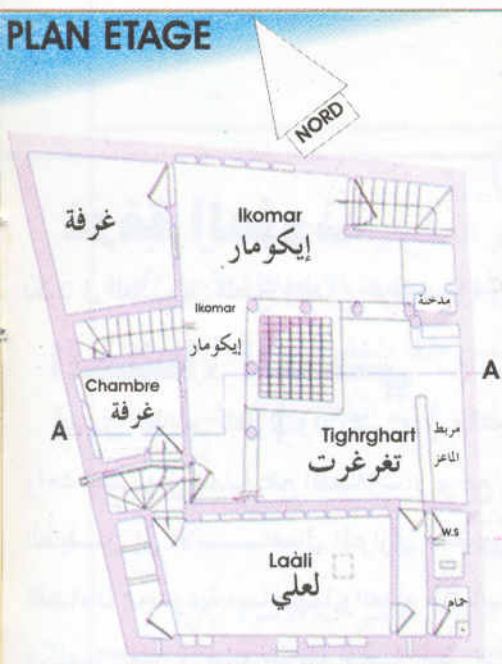 PLAN ETAGE
NORD
غرفة
Ikomar
إيكومار
مدخنة
Ikomar
إيكومار
A
Chambre
غرفة
A
Tighrghart
تغرغرت
مربط
الماعز
W.S
Laàli
لعلي
حمام